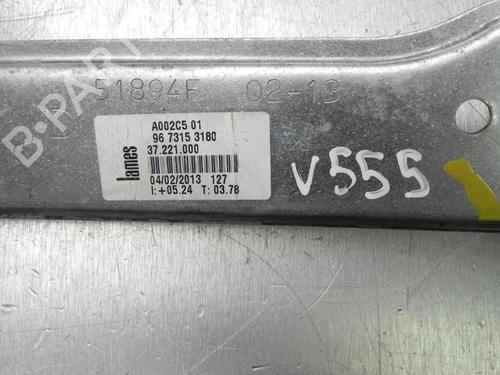 B-PART
51894F 02-13
A002C5 01
96 7315 3180
37.221.000
lames
04/02/2013 127
I:+05.24 T: 03.78
V555